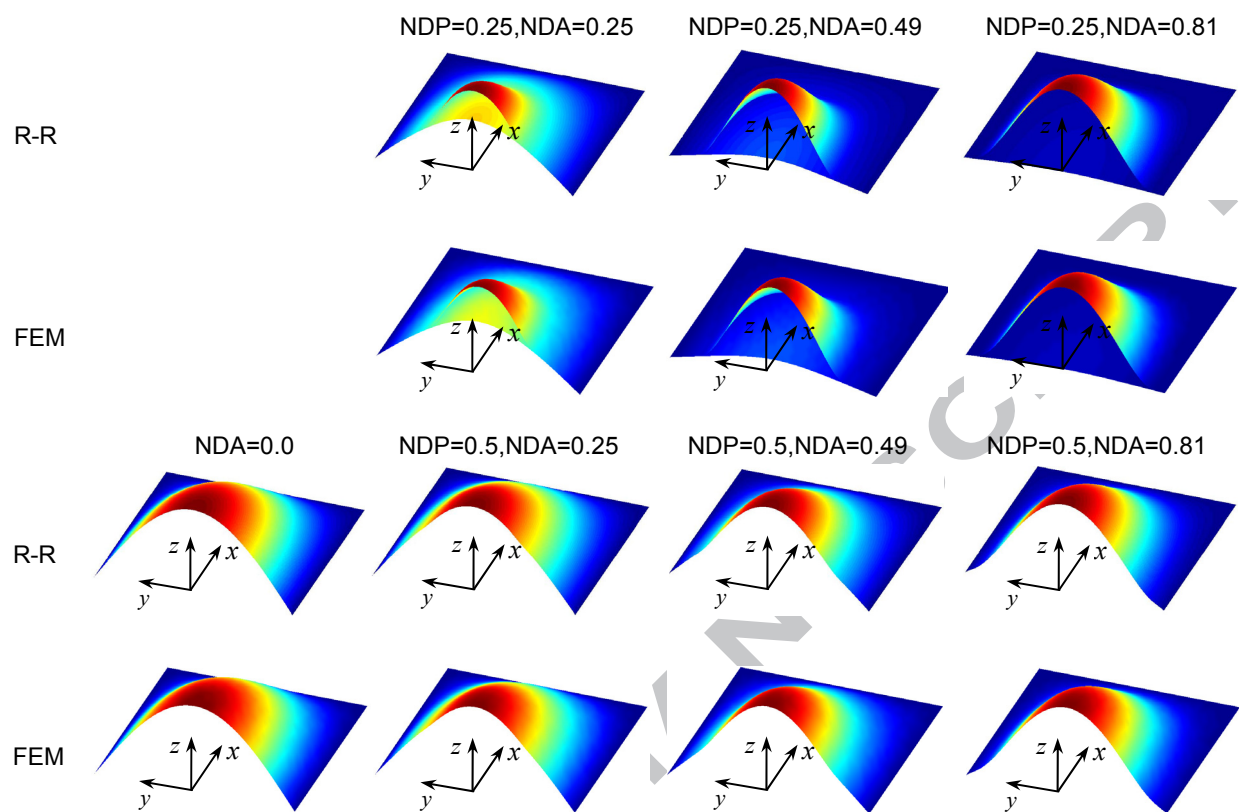 NDP=0.25,NDA=0.25 NDP=0.25,NDA=0.49 NDP=0.25,NDA=0.81
R-R
z x y z x y z x y
FEM
z x y z x y z x y
NDA=0.0 NDP=0.5,NDA=0.25 NDP=0.5,NDA=0.49 NDP=0.5,NDA=0.81
R-R
z x y z x y z x y z x y
FEM
z x y z x y z x y z x y